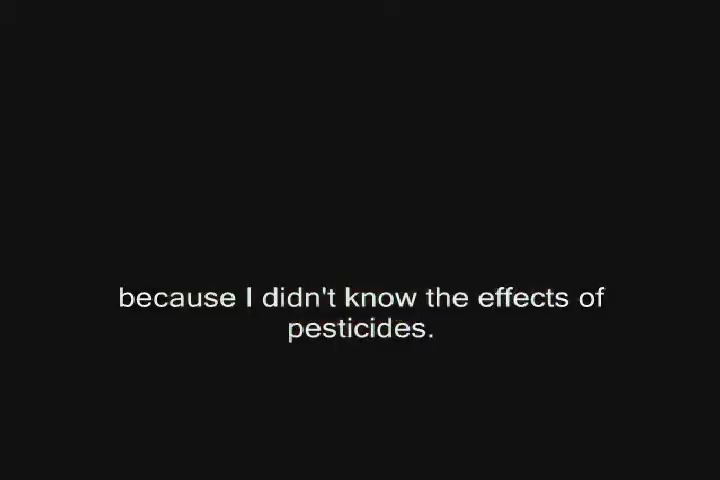 because I didn't know the effects of
pesticides.